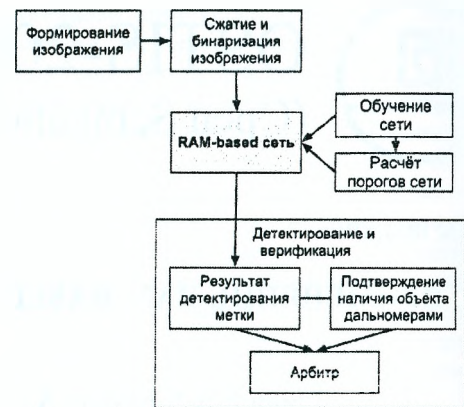 Формирование
изображения
Сжатие и
бинаризация
изображения
RAM-based сеть
Обучение
сети
Расчёт
порогов сети
Детектирование и
верификация
Результат
детектирования
метки
Подтверждение
наличия объекта
дальномерами
Арбитр